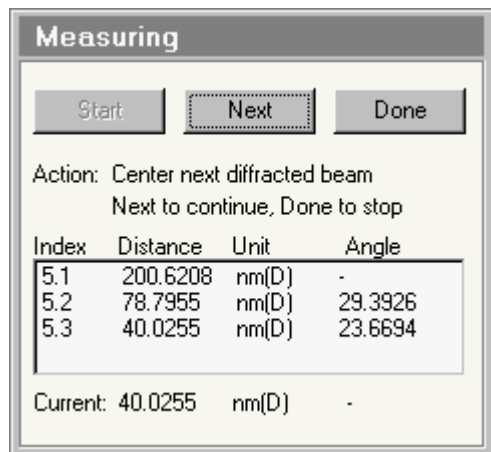 Measuring
Start Next Done
Action: Center next diffracted beam
Next to continue, Done to stop
Index Distance Unit Angle
5.1 200.6208 nm(D) -
5.2 78.7955 nm(D) 29.3926
5.3 40.0255 nm(D) 23.6694
Current: 40.0255 nm(D) -